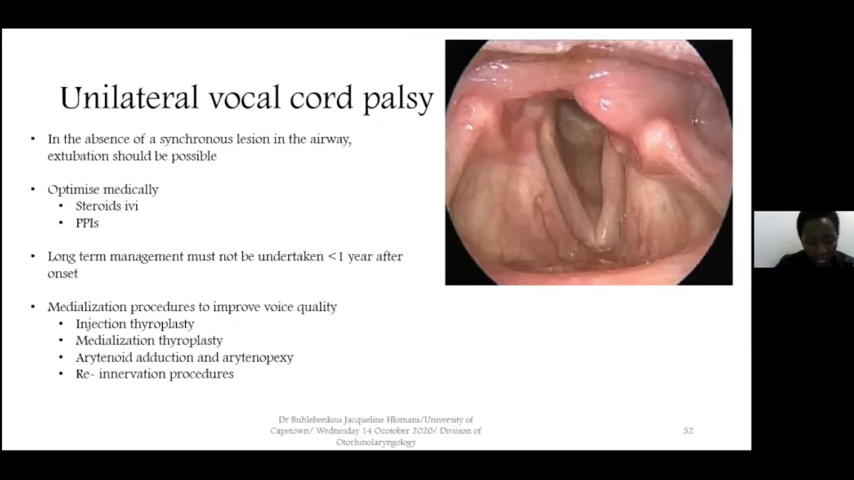 Unilateral vocal cord palsy
• In the absence of a synchronous lesion in the airway,
extubation should be possible
• Optimise medically
• Steroids ivi
• PPIs
• Long term management must not be undertaken <1 year after
onset
• Medialization procedures to improve voice quality
• Injection thyroplasty
• Medialization thyroplasty
• Arytenoid adduction and arytenopexy
• Re- innervation procedures
Dr Buhlebenkosi Jacqueline Hlomani/University of
Capetown/ Wednesday 14 Ocotober 2020/ Division of
Otorhinolaryngology
52